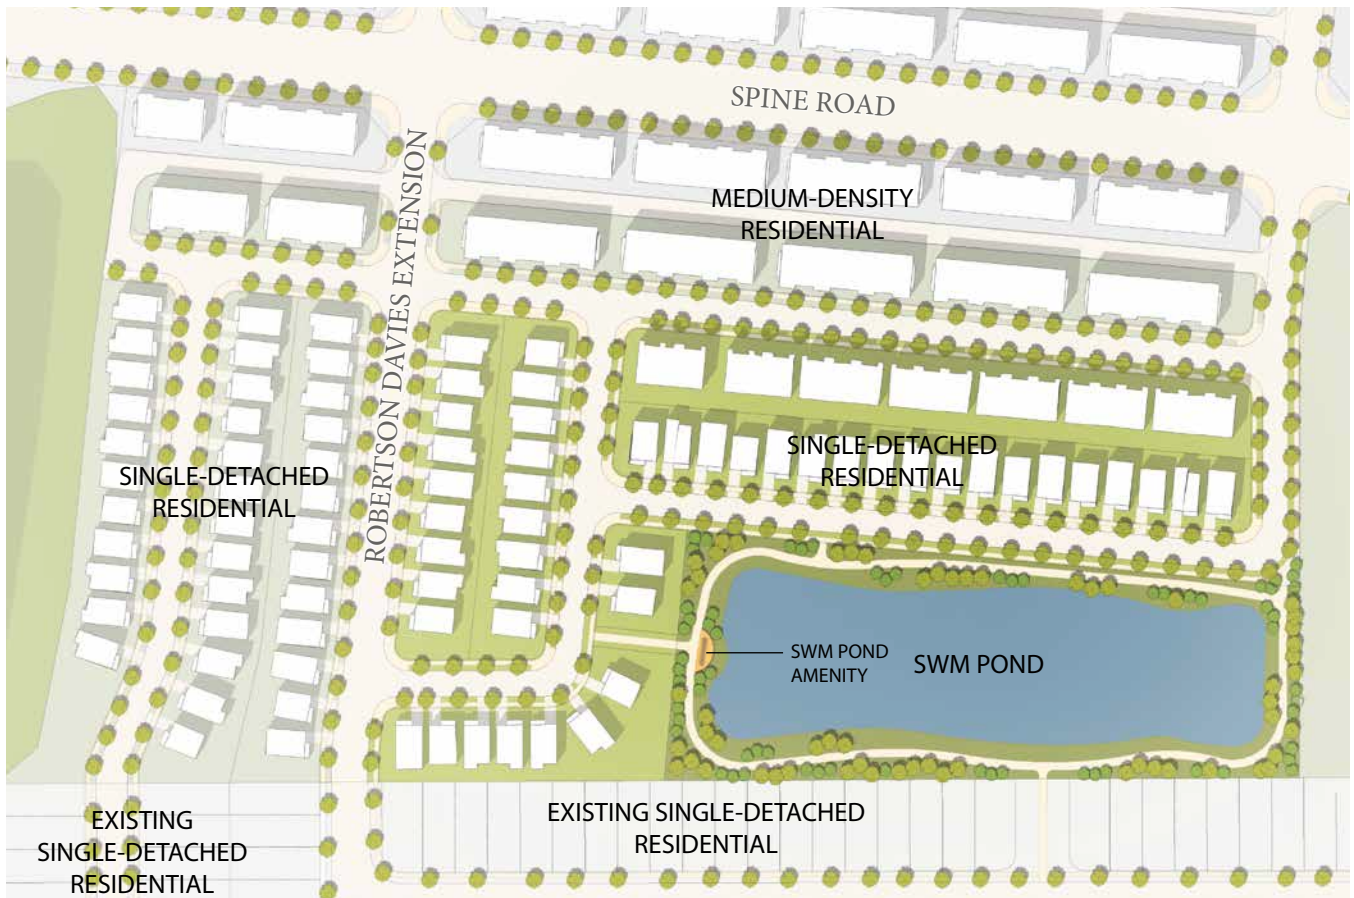 SPINE ROAD
ROBERTSON DAVIES EXTENSION
MEDIUM-DENSITY
RESIDENTIAL
SINGLE-DETACHED
RESIDENTIAL
SINGLE-DETACHED
RESIDENTIAL
SWM POND
AMENITY
SWM POND
EXISTING
SINGLE-DETACHED
RESIDENTIAL
EXISTING SINGLE-DETACHED
RESIDENTIAL